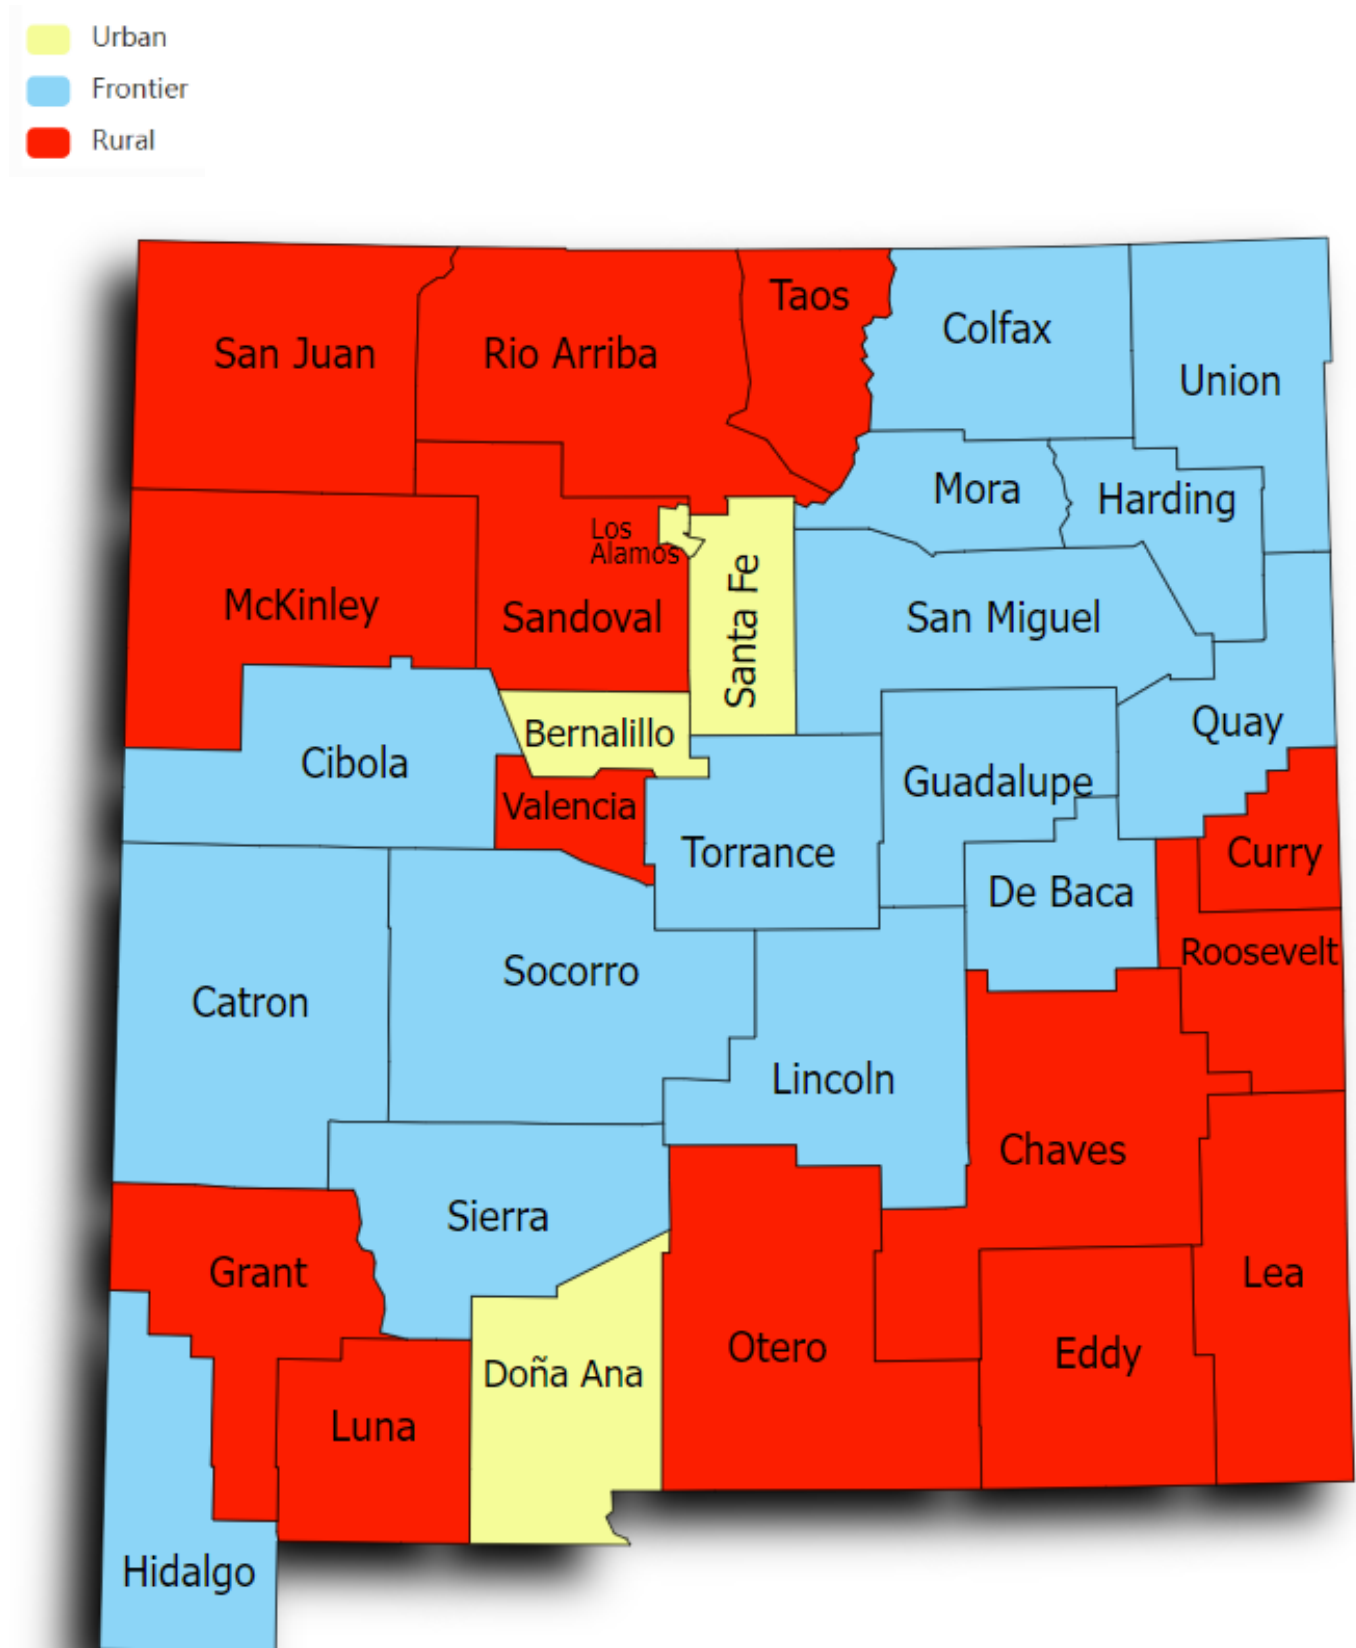 Urban
Frontier
Rural
Taos
Colfax
San Juan
Rio Arriba
Union
Mora
Harding
Los
Alamos
McKinley
Sandoval
Santa Fe
San Miguel
Quay
Bernalillo
Cibola
Guadalupe
Valencia
Torrance
Curry
De Baca
Roosevelt
Socorro
Catron
Lincoln
Chaves
Sierra
Grant
Lea
Otero
Eddy
Doña Ana
Luna
Hidalgo